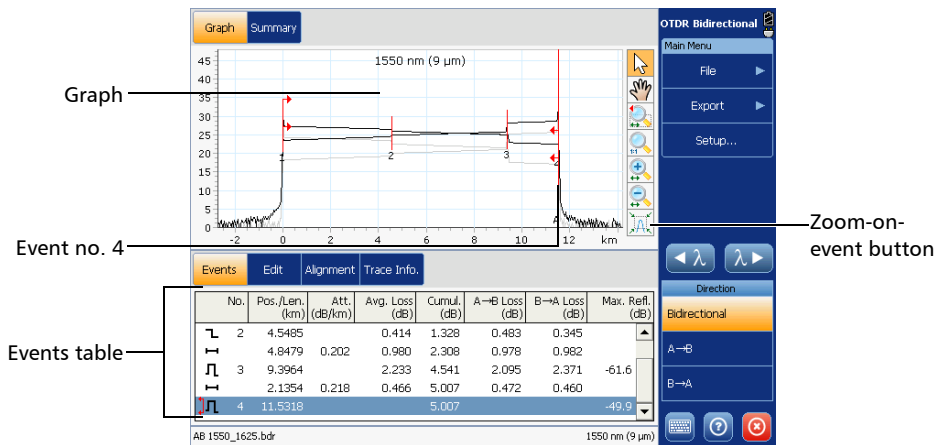 Graph Summary
OTDR Bidirectional
Main Menu
File
Export
Setup...
1550 nm (9 µm)
45
40
35
30
25
20
15
10
5
0
1 2 3 4
A
-2 0 2 4 6 8 10 12 km
1:1
Graph
Event no. 4
Zoom-on-
event button
Events table
λ λ
Direction
Bidirectional
A→B
B→A
Events Edit Alignment Trace Info.
No. Pos./Len. Att. Avg. Loss Cumul. A→B Loss B→A Loss Max. Refl.
(km) (dB/km) (dB) (dB) (dB) (dB) (dB)
2 4.5485 0.414 1.328 0.483 0.345
4.8479 0.202 0.980 2.308 0.978 0.982
3 9.3964 2.233 4.541 2.095 2.371 -61.6
2.1354 0.218 0.466 5.007 0.472 0.460
4 11.5318 5.007 -49.9
AB 1550_1625.bdr 1550 nm (9 µm)
?